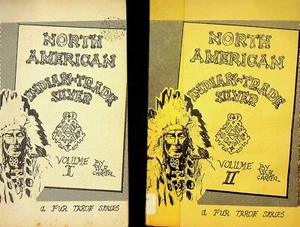 NORTH
AMERICAN
INDIAN TRADE
SILVER
VOLUME
I
BY
W.H.
CARTER
A FUR TRADE SERIES
NORTH
AMERICAN
INDIAN TRADE
SILVER
VOLUME
II
BY
W.H.
CARTER
A FUR TRADE SERIES